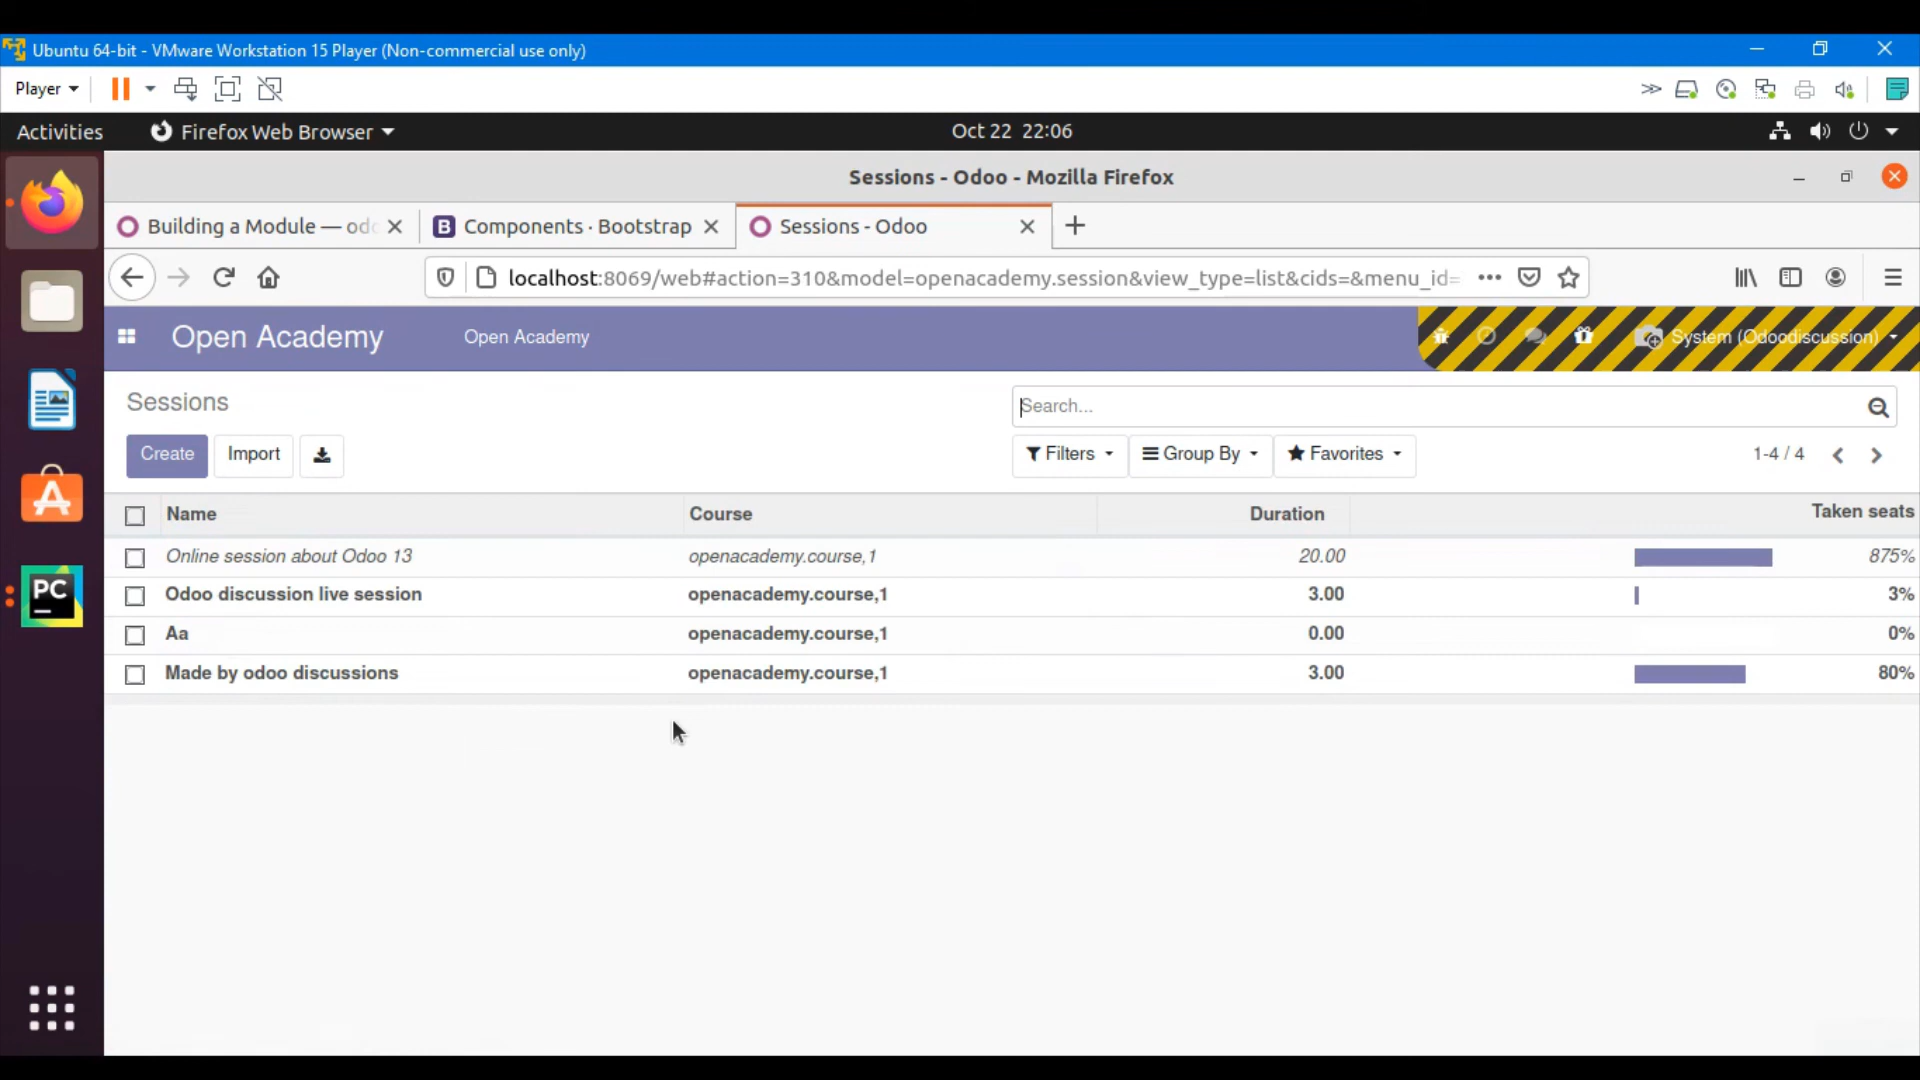 Ubuntu 64-bit - VMware Workstation 15 Player (Non-commercial use only)
Player
Activities
Firefox Web Browser
Oct 22 22:06
Sessions - Odoo - Mozilla Firefox
Building a Module — odo
B
Components · Bootstrap
Sessions - Odoo
localhost:8069/web#action=310&model=openacademy.session&view_type=list&cids=&menu_id=
Open Academy
Open Academy
System (Odoodiscussion)
Sessions
Search...
Create
Import
Filters
Group By
Favorites
1-4 / 4
Name
Course
Duration
Taken seats
Online session about Odoo 13
openacademy.course,1
20.00
875%
Odoo discussion live session
openacademy.course,1
3.00
3%
Aa
openacademy.course,1
0.00
0%
Made by odoo discussions
openacademy.course,1
3.00
80%
PC